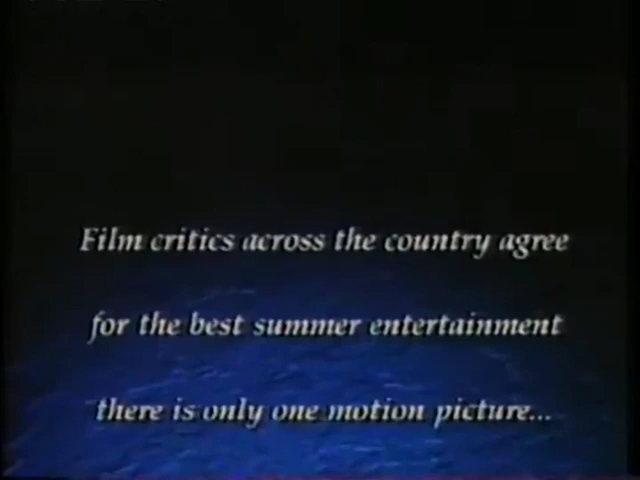 Film critics across the country agree
for the best summer entertainment
there is only one motion picture...